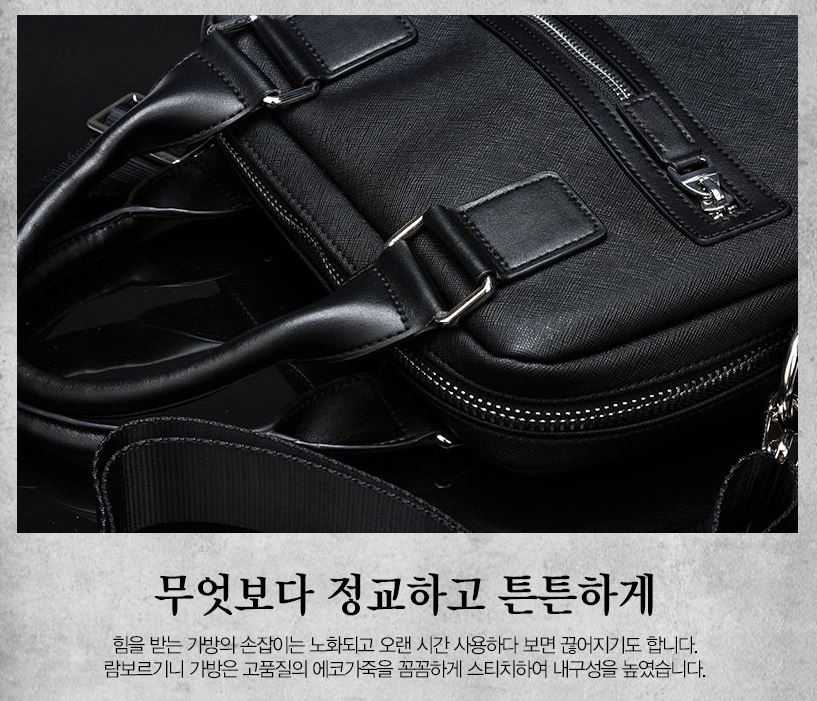 무엇보다 정교하고 튼튼하게
힘을 받는 가방의 손잡이는 노화되고 오랜 시간 사용하다 보면 끊어지기도 합니다.
람보르기니 가방은 고품질의 에코가죽을 꼼꼼하게 스티치하여 내구성을 높였습니다.